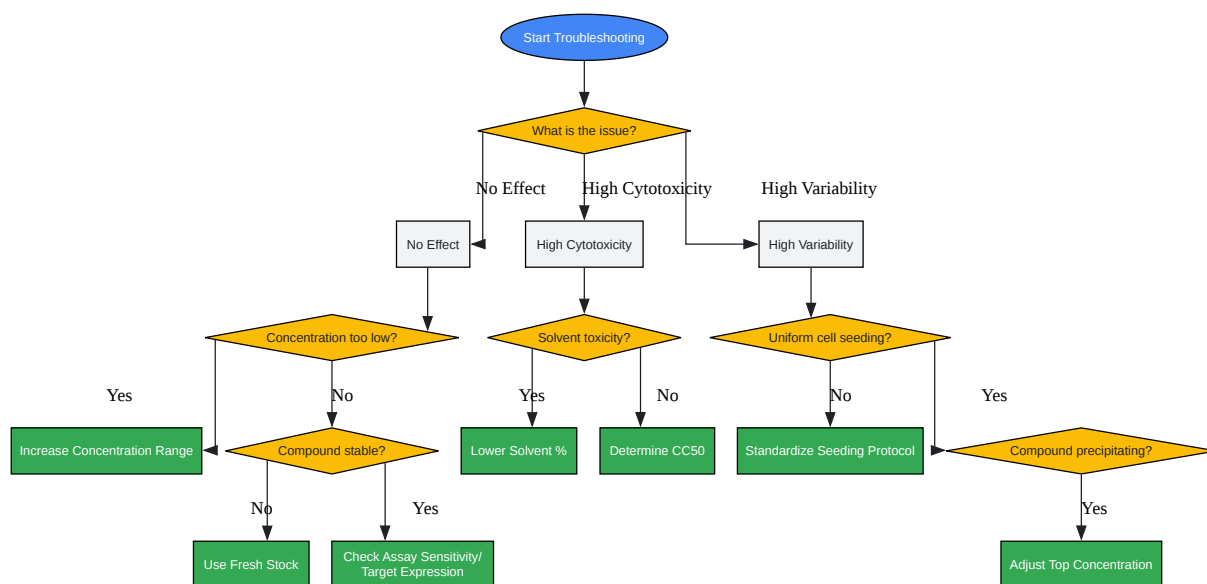 Start Troubleshooting
What is the issue?
No Effect
High Cytotoxicity
High Variability
No Effect
High Cytotoxicity
High Variability
Concentration too low?
Solvent toxicity?
Uniform cell seeding?
Yes
No
Yes
No
No
Yes
Increase Concentration Range
Compound stable?
Lower Solvent %
Determine CC50
Standardize Seeding Protocol
Compound precipitating?
No
Yes
Yes
Use Fresh Stock
Check Assay Sensitivity/
Target Expression
Adjust Top Concentration